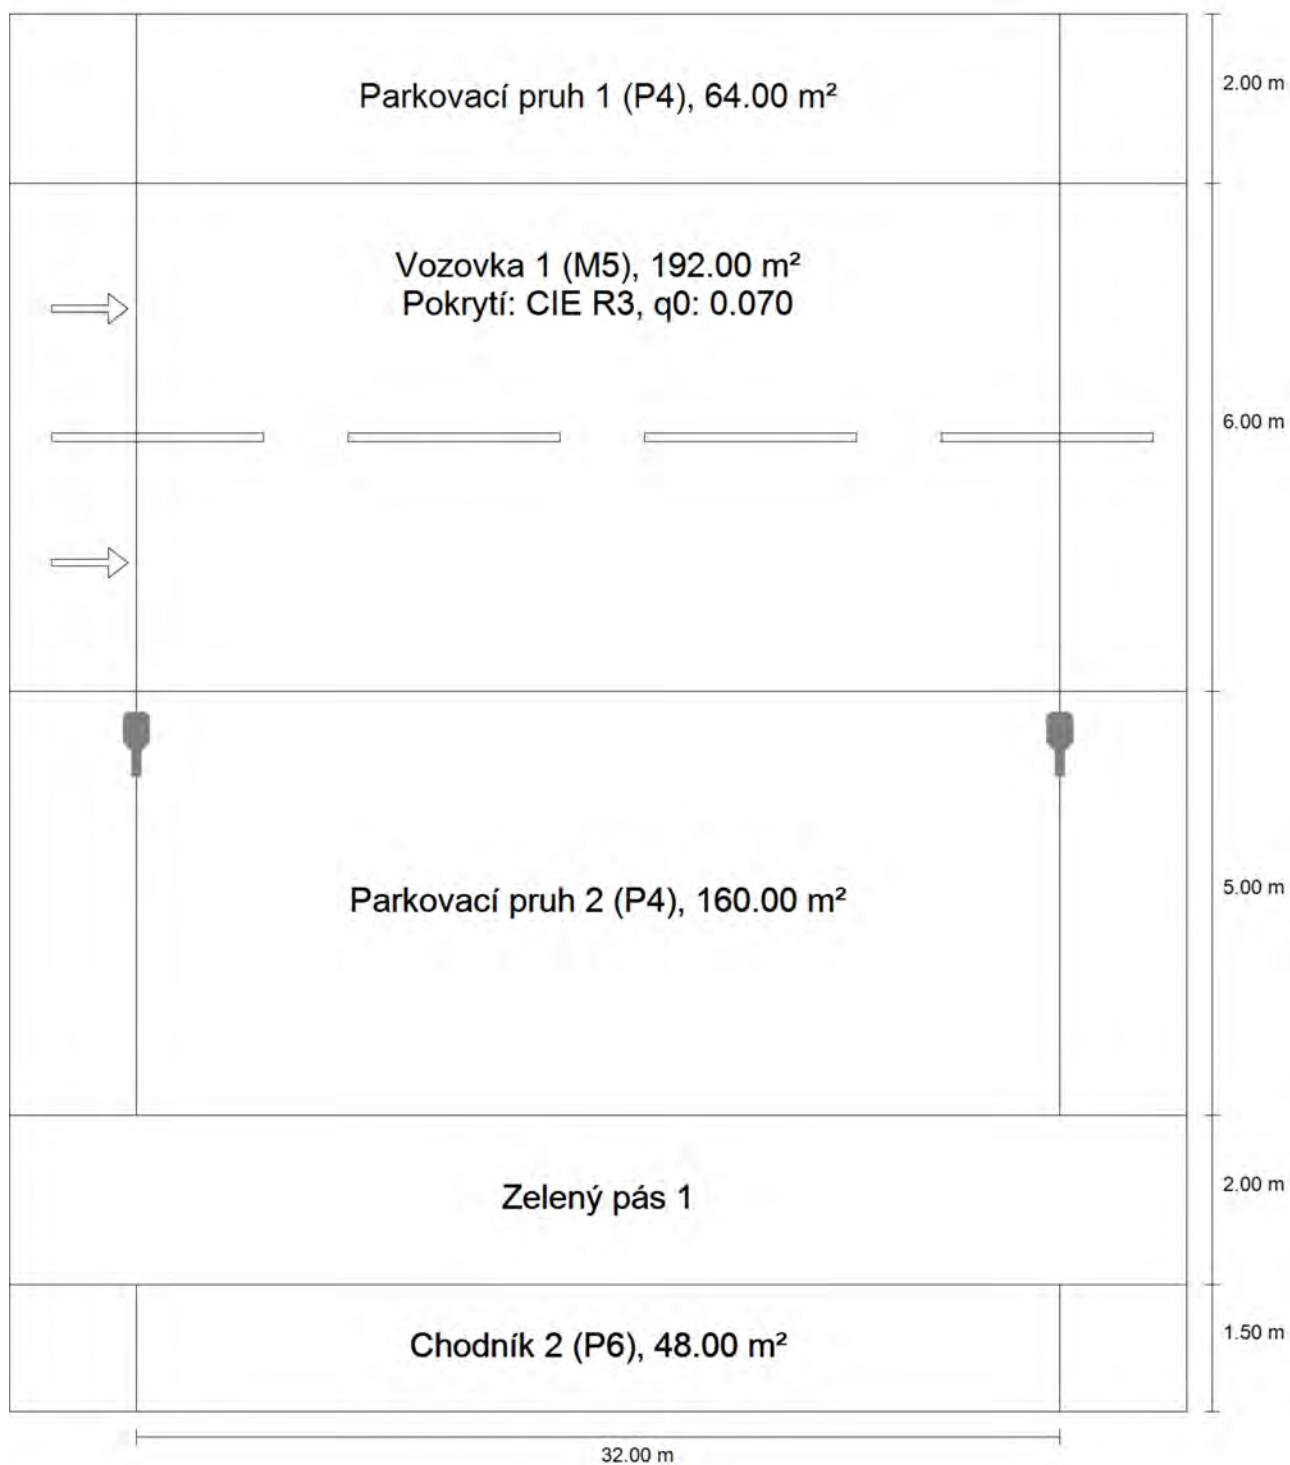 Parkovací pruh 1 (P4), 64.00 m²
2.00 m
Vozovka 1 (M5), 192.00 m²
Pokrytí: CIE R3, q0: 0.070
6.00 m
Parkovací pruh 2 (P4), 160.00 m²
5.00 m
Zelený pás 1
2.00 m
Chodník 2 (P6), 48.00 m²
1.50 m
32.00 m